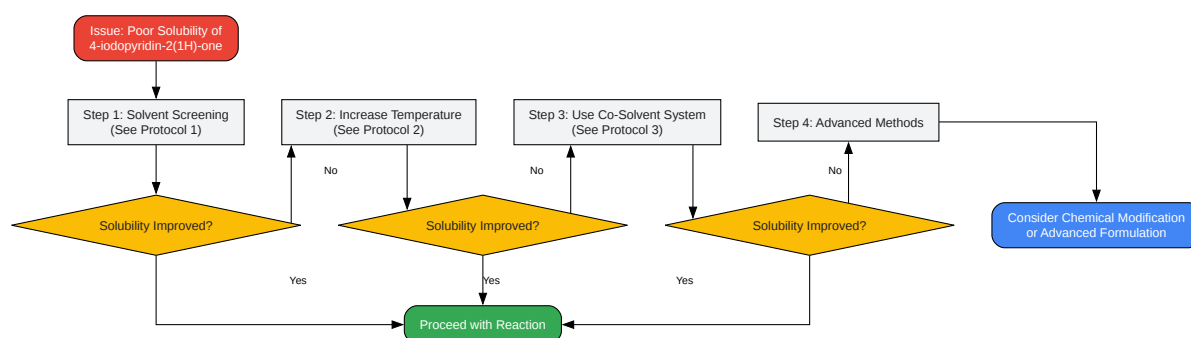 Issue: Poor Solubility of
4-iodopyridin-2(1H)-one
Step 1: Solvent Screening
(See Protocol 1)
Step 2: Increase Temperature
(See Protocol 2)
Step 3: Use Co-Solvent System
(See Protocol 3)
Step 4: Advanced Methods
No
No
No
Solubility Improved?
Solubility Improved?
Solubility Improved?
Consider Chemical Modification
or Advanced Formulation
Yes
Yes
Yes
Proceed with Reaction